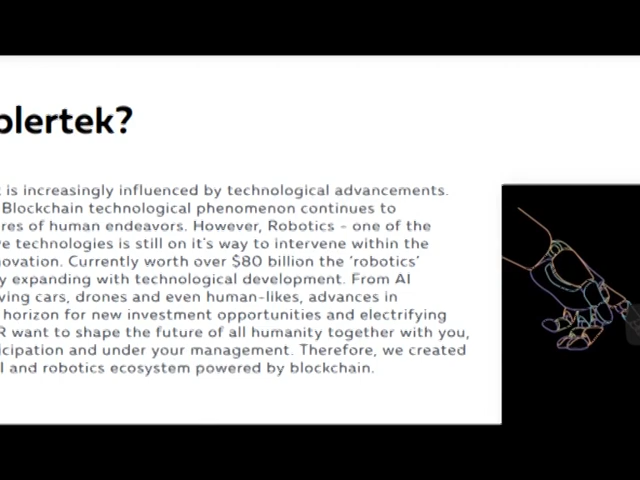 plertek?
is increasingly influenced by technological advancements.
Blockchain technological phenomenon continues to
res of human endeavors. However, Robotics - one of the
e technologies is still on it's way to intervene within the
ovation. Currently worth over $80 billion the 'robotics'
y expanding with technological development. From AI
ving cars, drones and even human-likes, advances in
horizon for new investment opportunities and electrifying
R want to shape the future of all humanity together with you,
icipation and under your management. Therefore, we created
I and robotics ecosystem powered by blockchain.